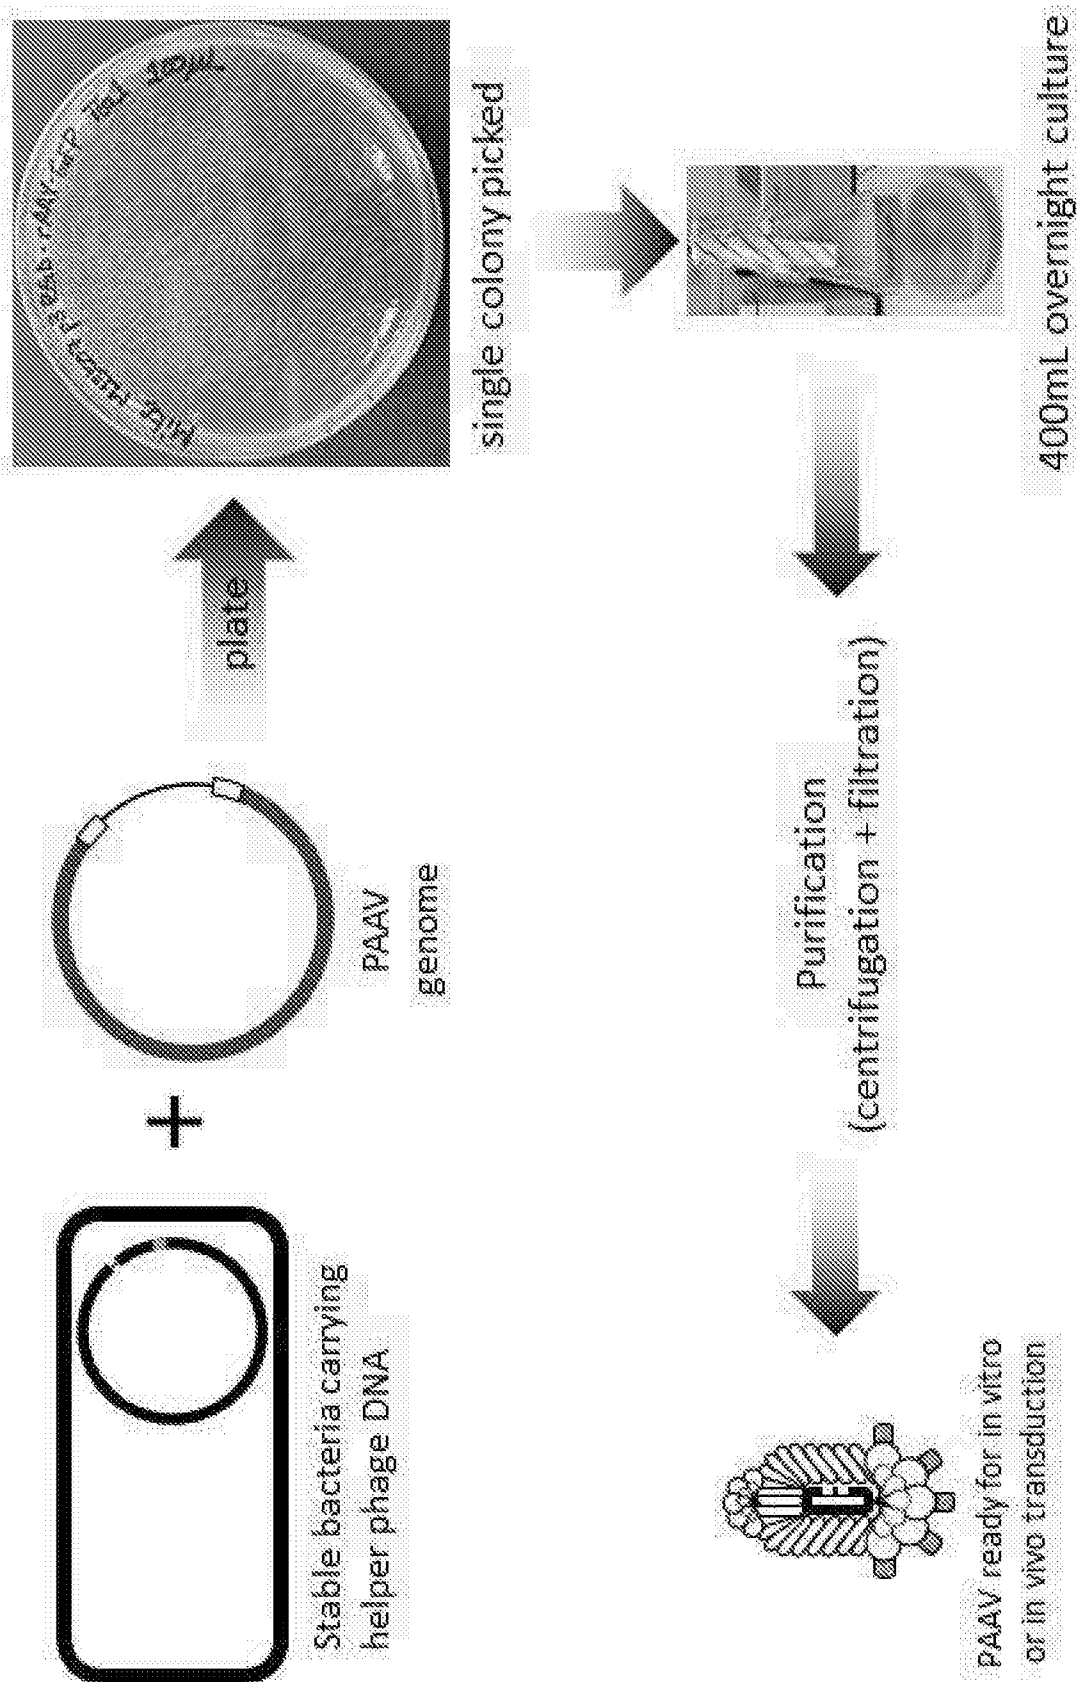 Stable bacteria carrying
helper phage DNA
+
PAAV
genome
plate
single colony picked
400mL overnight culture
Purification
(centrifugation + filtration)
PAAV ready for in vitro
or in vivo transduction